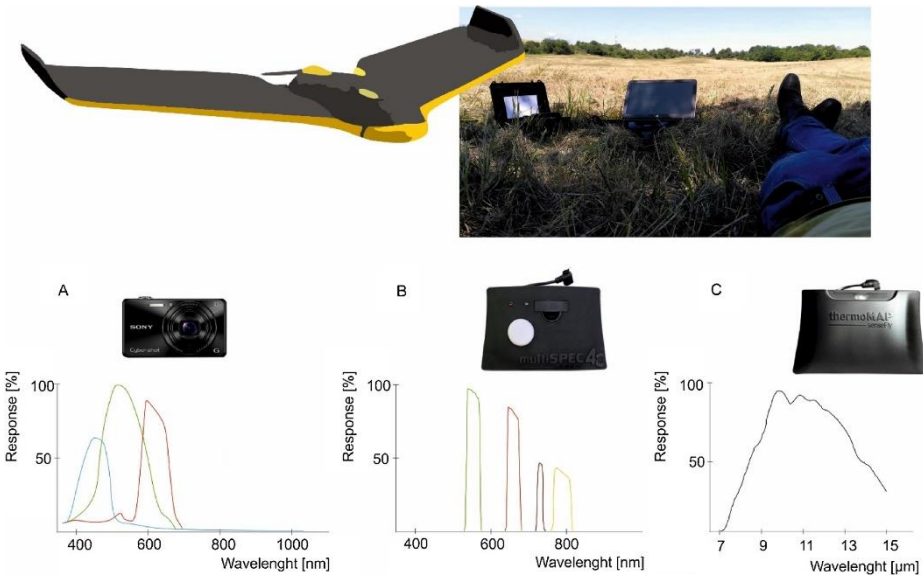 A
B
C
SONY
Cyber-shot
G
multiSPEC4c
thermoMAP
senseFly
Response [%]
100
50
400
600
800
1000
Wavelenght [nm]
Response [%]
100
50
400
600
800
Wavelenght [nm]
Response [%]
100
50
7
9
11
13
15
Wavelenght [µm]